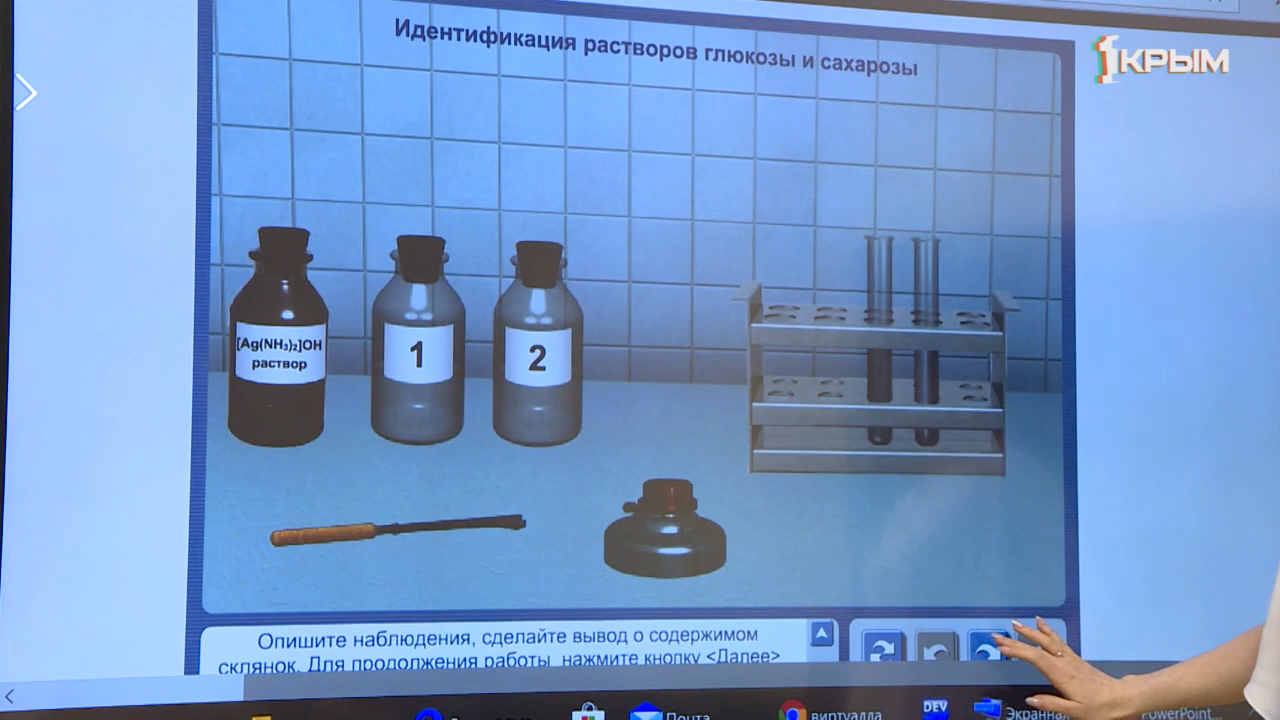 Идентификация растворов глюкозы и сахарозы
1КРЫМ
[Ag(NH₃)₂]OH
раствор
1
2
Опишите наблюдения, сделайте вывод о содержимом
склянок. Для продолжения работы нажмите кнопку <Далее>
Почта
виртуалла
DEV
Экранная
PowerPoint...